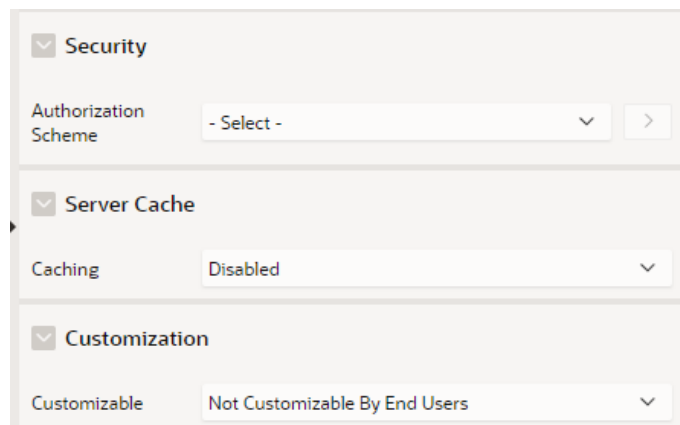 Security
Authorization
Scheme
- Select -
Server Cache
Caching
Disabled
Customization
Customizable
Not Customizable By End Users